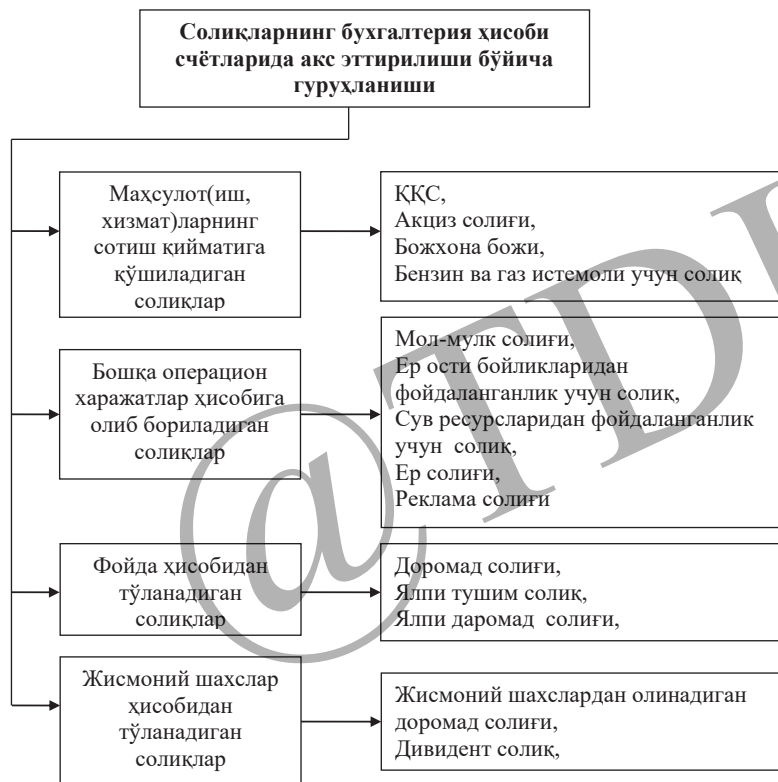 Солиқларнинг бухгалтерия ҳисоби
счётларида акс эттирилиши бўйича
гуруҳланиши
Маҳсулот(иш,
хизмат)ларнинг
сотиш қийматига
қўшиладиган
солиқлар
ҚҚС,
Акциз солиғи,
Божхона божи,
Бензин ва газ истемоли учун солиқ
Бошқа операцион
харажатлар ҳисобига
олиб бориладиган
солиқлар
Мол-мулк солиғи,
Ер ости бойликларидан
фойдаланганлик учун солиқ,
Сув ресурсларидан фойдаланганлик
учун солиқ,
Ер солиғи,
Реклама солиғи
Фойда ҳисобидан
тўланадиган
солиқлар
Доромад солиғи,
Ялпи тушим солиқ,
Ялпи даромад солиғи,
Жисмоний шахслар
ҳисобидан
тўланадиган
солиқлар
Жисмоний шахслардан олинадиган
доромад солиғи,
Дивидент солиқ,